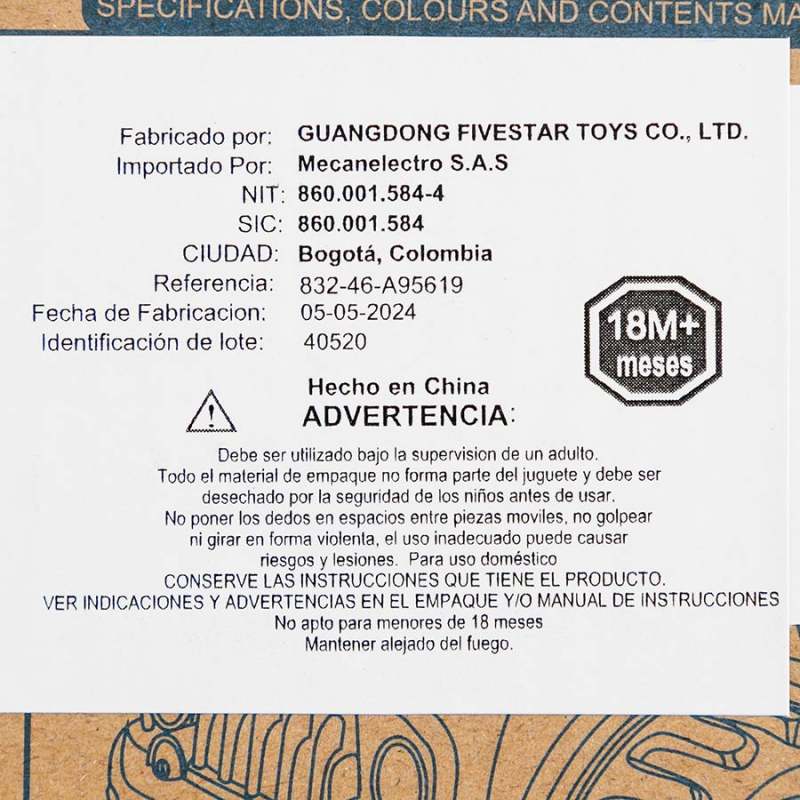 SPECIFICATIONS, COLOURS AND CONTENTS MA
Fabricado por: GUANGDONG FIVESTAR TOYS CO., LTD.
Importado Por: Mecanelectro S.A.S
NIT: 860.001.584-4
SIC: 860.001.584
CIUDAD: Bogotá, Colombia
Referencia: 832-46-A95619
Fecha de Fabricacion: 05-05-2024
Identificación de lote: 40520
18M+
meses
Hecho en China
ADVERTENCIA:
Debe ser utilizado bajo la supervision de un adulto.
Todo el material de empaque no forma parte del juguete y debe ser
desechado por la seguridad de los niños antes de usar.
No poner los dedos en espacios entre piezas moviles, no golpear
ni girar en forma violenta, el uso inadecuado puede causar
riesgos y lesiones. Para uso doméstico
CONSERVE LAS INSTRUCCIONES QUE TIENE EL PRODUCTO.
VER INDICACIONES Y ADVERTENCIAS EN EL EMPAQUE Y/O MANUAL DE INSTRUCCIONES
No apto para menores de 18 meses
Mantener alejado del fuego.